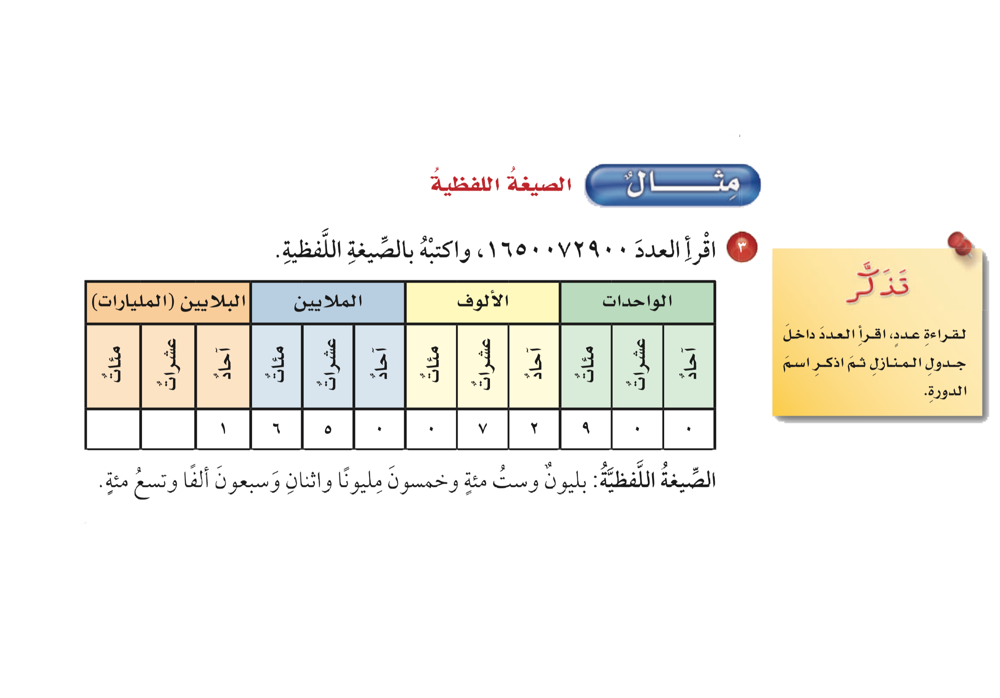 مِثـــــالٌ الصيغةُ اللفظيةُ
٣ اقْرأِ العددَ ١٦٥٠٠٧٢٩٠٠، واكتبْهُ بالصِّيغةِ اللَّفظيةِ.
الواحدات الألوف الملايين البلايين (المليارات)
آحادٌ عشراتٌ مئاتٌ آحادٌ عشراتٌ مئاتٌ آحادٌ عشراتٌ مئاتٌ آحادٌ عشراتٌ مئاتٌ
٠ ٠ ٩ ٢ ٧ ٠ ٠ ٥ ٦ ١
الصِّيغةُ اللَّفظيَّةُ: بليونٌ وستُ مئةٍ وخمسونَ مِليونًا واثنانِ وَسبعونَ ألفًا وتسعُ مئةٍ.
تَذَكَّر
لقراءةِ عددٍ، اقرأِ العددَ داخلَ
جدولِ المنازلِ ثمَ اذكرِ اسمَ
الدورةِ.